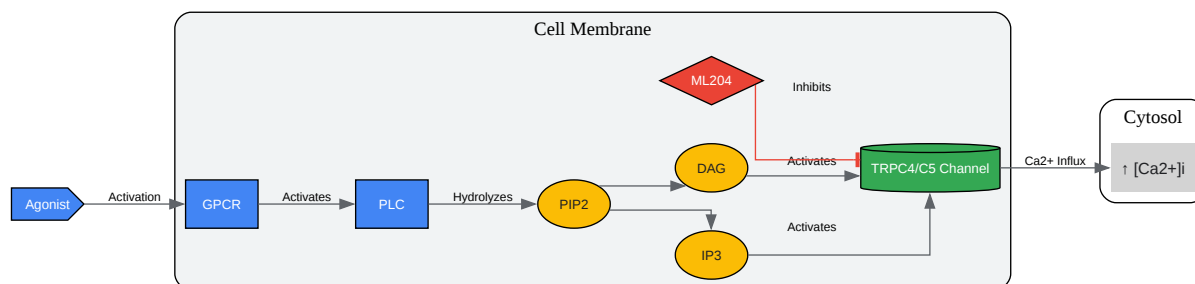 Cell Membrane
ML204
Inhibits
Cytosol
DAG
Activates
TRPC4/C5 Channel
Ca2+ Influx
↑ [Ca2+]i
Agonist
Activation
GPCR
Activates
PLC
Hydrolyzes
PIP2
Activates
IP3